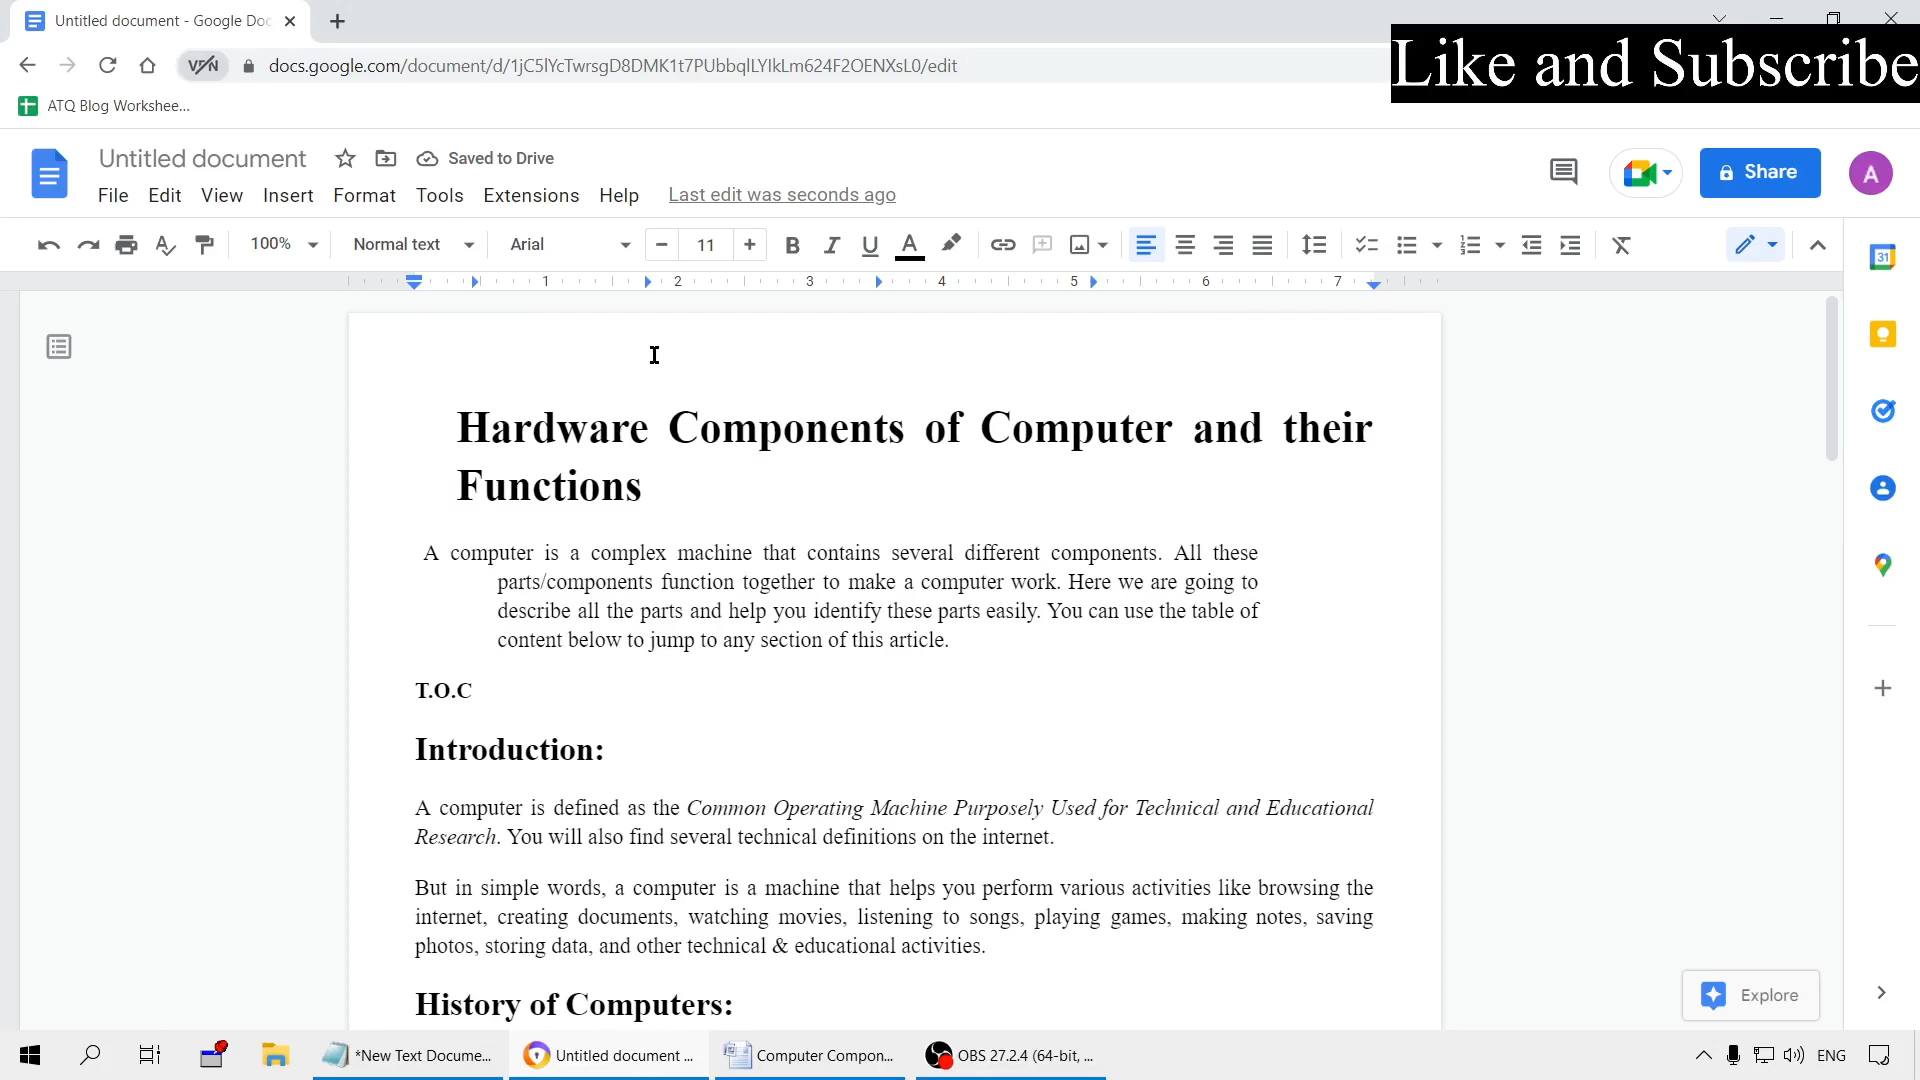 Untitled document - Google Doc
Like and Subscribe
VPN
docs.google.com/document/d/1jC5lYcTwrsgD8DMK1t7PUbbqlLYIkLm624F2OENXsL0/edit
ATQ Blog Workshee...
Untitled document
Saved to Drive
File Edit View Insert Format Tools Extensions Help Last edit was seconds ago
Share
A
100% Normal text Arial 11
1 2 3 4 5 6 7
31
Hardware Components of Computer and their
Functions
A computer is a complex machine that contains several different components. All these
parts/components function together to make a computer work. Here we are going to
describe all the parts and help you identify these parts easily. You can use the table of
content below to jump to any section of this article.
T.O.C
Introduction:
A computer is defined as the Common Operating Machine Purposely Used for Technical and Educational
Research. You will also find several technical definitions on the internet.
But in simple words, a computer is a machine that helps you perform various activities like browsing the
internet, creating documents, watching movies, listening to songs, playing games, making notes, saving
photos, storing data, and other technical & educational activities.
History of Computers:
Explore
*New Text Docume... Untitled document ... Computer Compon... OBS 27.2.4 (64-bit, ... ENG